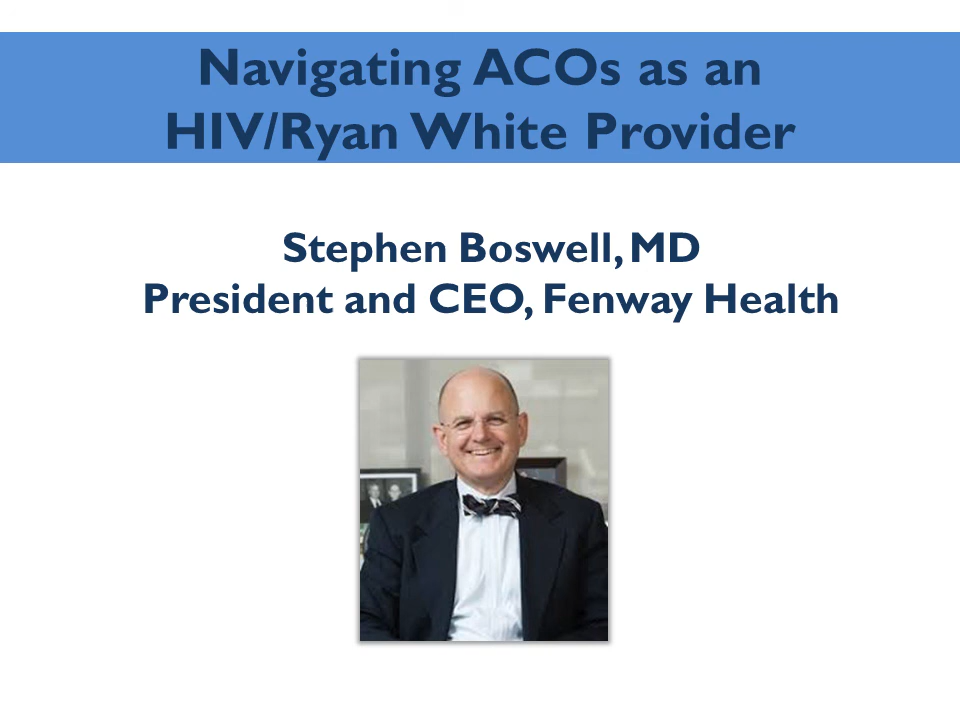 Navigating ACOs as an
HIV/Ryan White Provider
Stephen Boswell, MD
President and CEO, Fenway Health